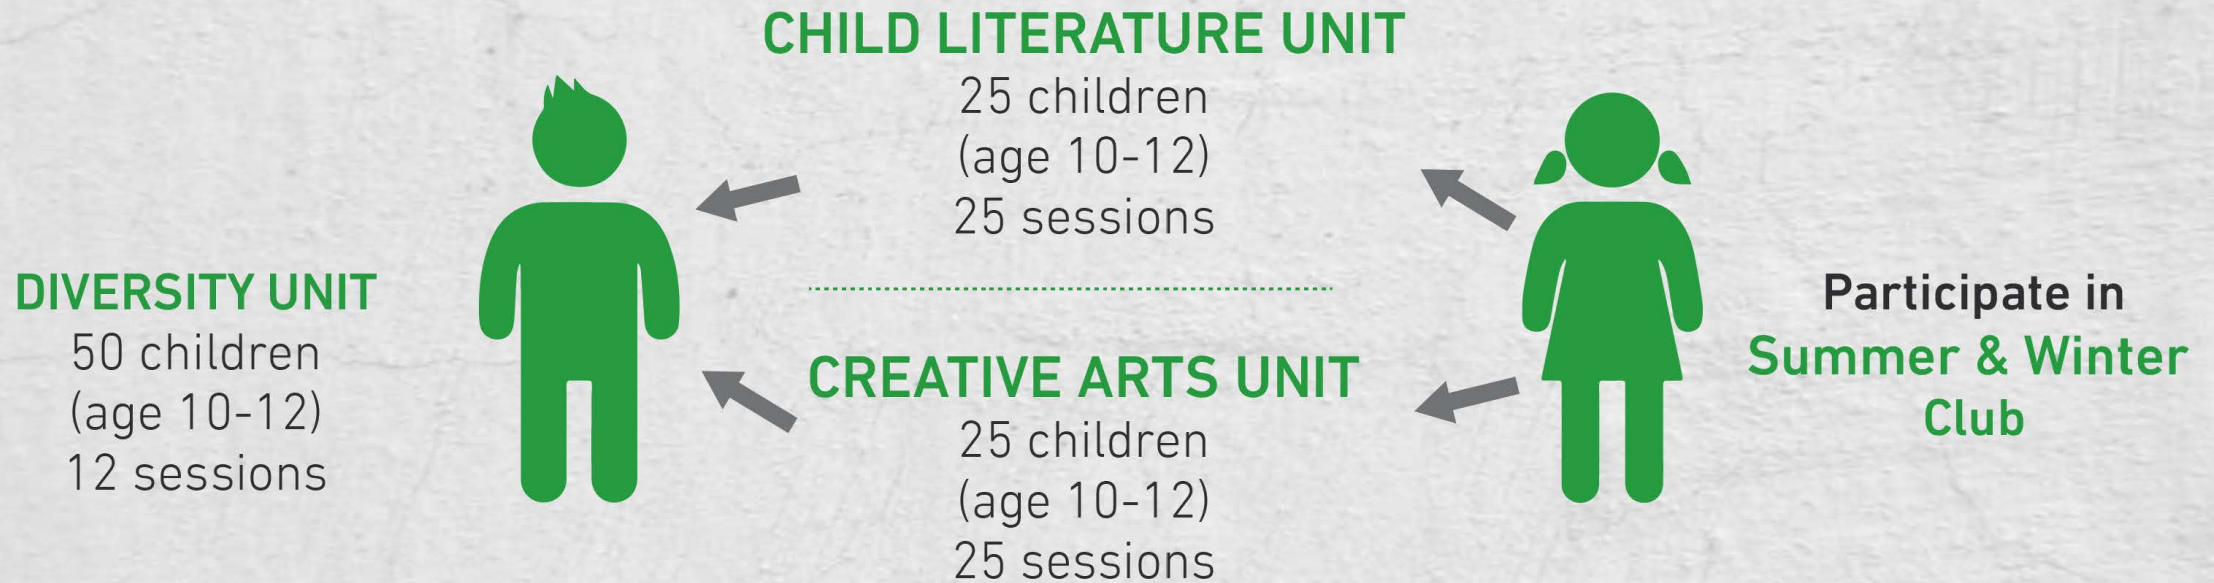 CHILD LITERATURE UNIT
25 children
(age 10-12)
25 sessions
DIVERSITY UNIT
50 children
(age 10-12)
12 sessions
CREATIVE ARTS UNIT
25 children
(age 10-12)
25 sessions
Participate in
Summer & Winter
Club